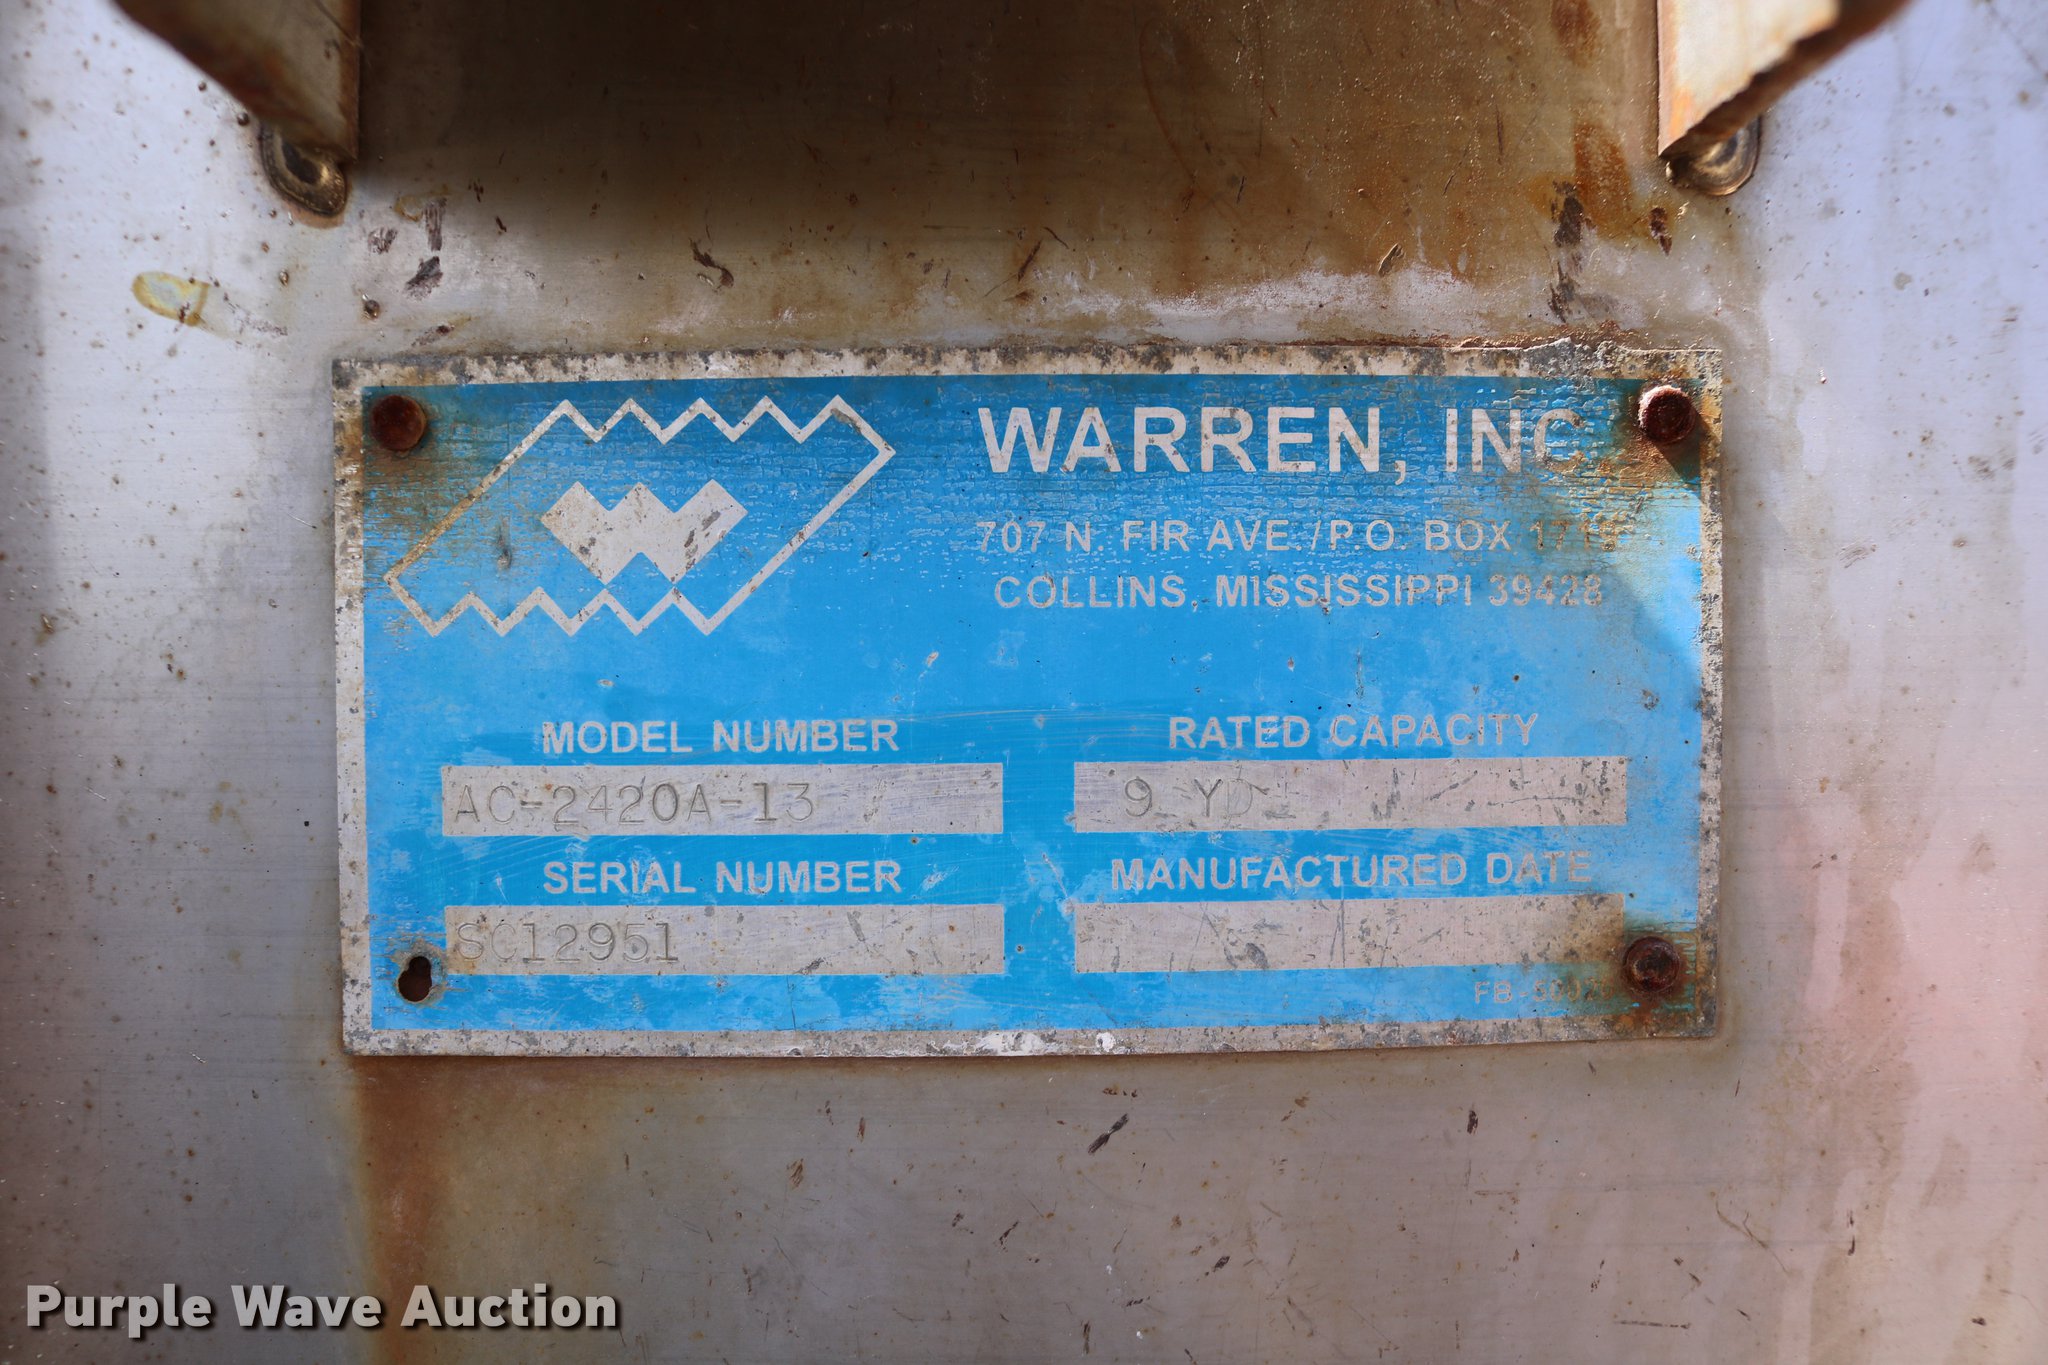 WARREN, INC
707 N. FIR AVE./P.O. BOX
COLLINS, MISSISSIPPI 39428
MODEL NUMBER
AC-2420A-13
RATED CAPACITY
9 YD
SERIAL NUMBER
SC12951
MANUFACTURED DATE
Purple Wave Auction